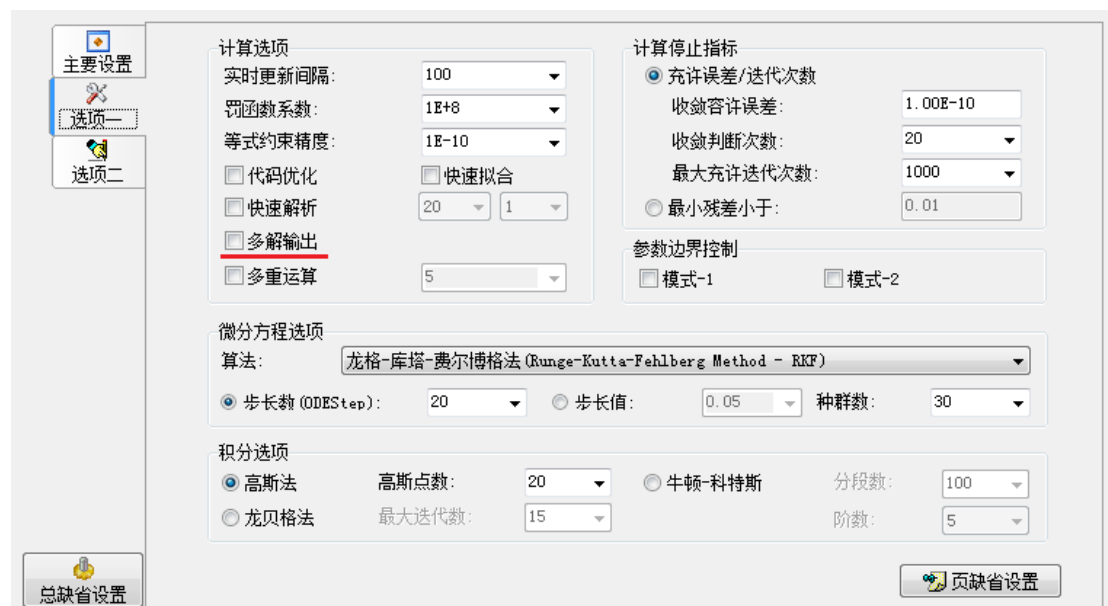 主要设置
选项一
选项二
总缺省设置
计算选项
实时更新间隔: 100
罚函数系数: 1E+8
等式约束精度: 1E-10
代码优化 快速拟合
快速解析 20 1
多解输出
多重运算 5
计算停止指标
充许误差/迭代次数
收敛容许误差: 1.00E-10
收敛判断次数: 20
最大充许迭代次数: 1000
最小残差小于: 0.01
参数边界控制
模式-1 模式-2
微分方程选项
算法: 龙格-库塔-费尔博格法(Runge-Kutta-Fehlberg Method - RKF)
步长数(ODEStep): 20 步长值: 0.05 种群数: 30
积分选项
高斯法 高斯点数: 20 牛顿-科特斯 分段数: 100
龙贝格法 最大迭代数: 15 阶数: 5
页缺省设置